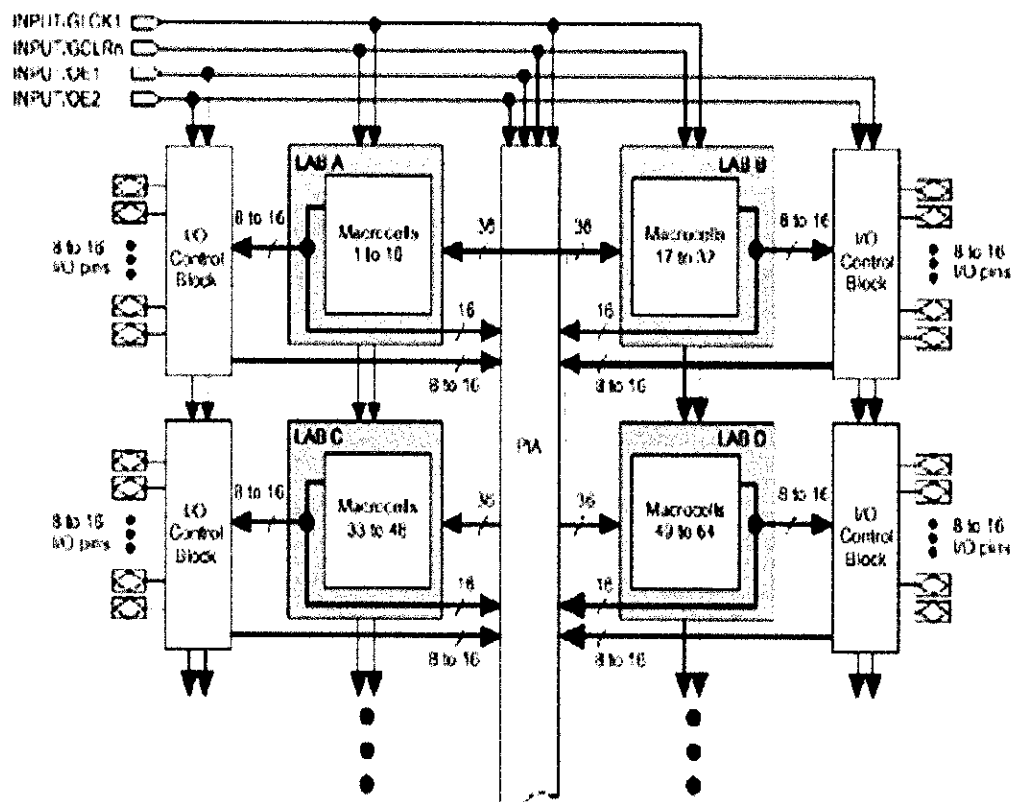 INPUT/GLCK1
INPUT/GCLRn
INPUT/OE1
INPUT/OE2
LAB A
LAB B
8 to 16
Macrocells
1 to 16
36
36
Macrocells
17 to 32
8 to 16
I/O
Control
Block
I/O
Control
Block
8 to 16
I/O pins
8 to 16
I/O pins
16
16
8 to 16
8 to 16
LAB C
PIA
LAB D
8 to 16
Macrocells
33 to 48
36
36
Macrocells
49 to 64
8 to 16
I/O
Control
Block
I/O
Control
Block
8 to 16
I/O pins
8 to 16
I/O pins
16
16
8 to 16
8 to 16